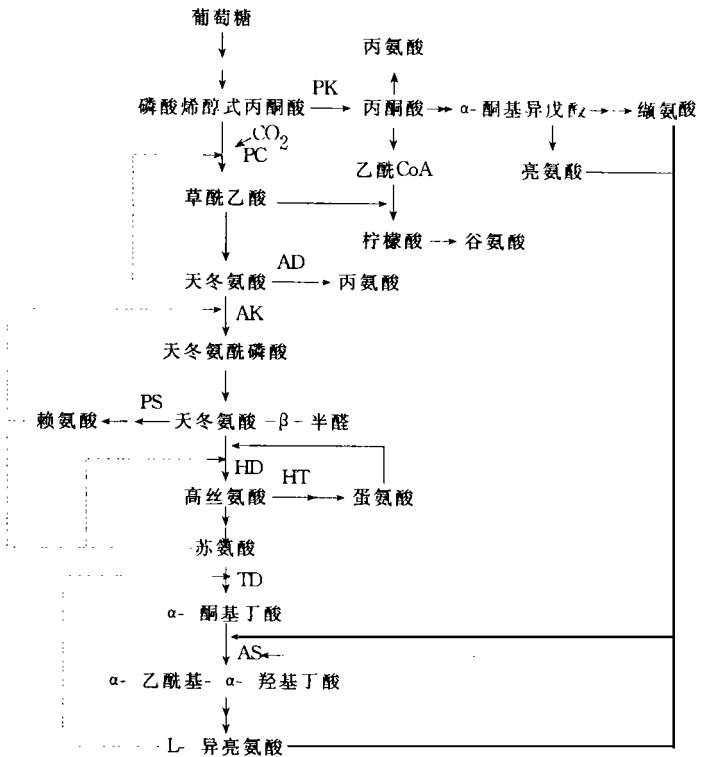 葡萄糖
丙氨酸
磷酸烯醇式丙酮酸 PK 丙酮酸 α- 酮基异戊酸 缬氨酸
CO2
PC
乙酰CoA 亮氨酸
草酰乙酸
柠檬酸 谷氨酸
天冬氨酸 AD 丙氨酸
AK
天冬氨酰磷酸
赖氨酸 PS 天冬氨酸 -β- 半醛
HD
高丝氨酸 HT 蛋氨酸
苏氨酸
TD
α- 酮基丁酸
AS
α- 乙酰基- α- 羟基丁酸
L- 异亮氨酸